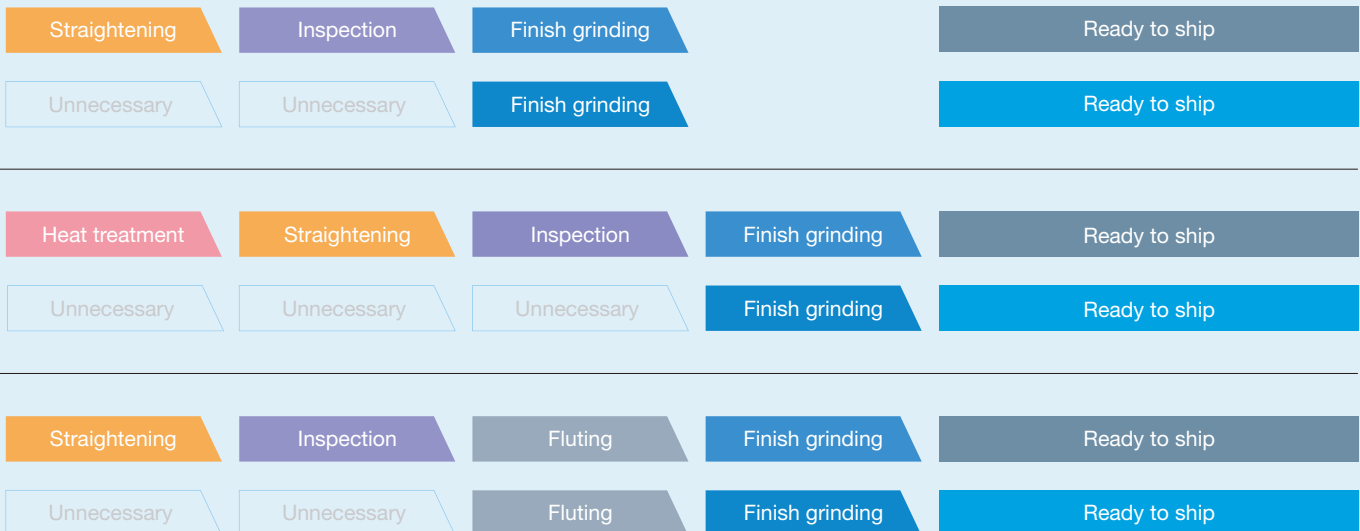 Straightening Inspection Finish grinding Ready to ship
Unnecessary Unnecessary Finish grinding Ready to ship
Heat treatment Straightening Inspection Finish grinding Ready to ship
Unnecessary Unnecessary Unnecessary Finish grinding Ready to ship
Straightening Inspection Fluting Finish grinding Ready to ship
Unnecessary Unnecessary Fluting Finish grinding Ready to ship